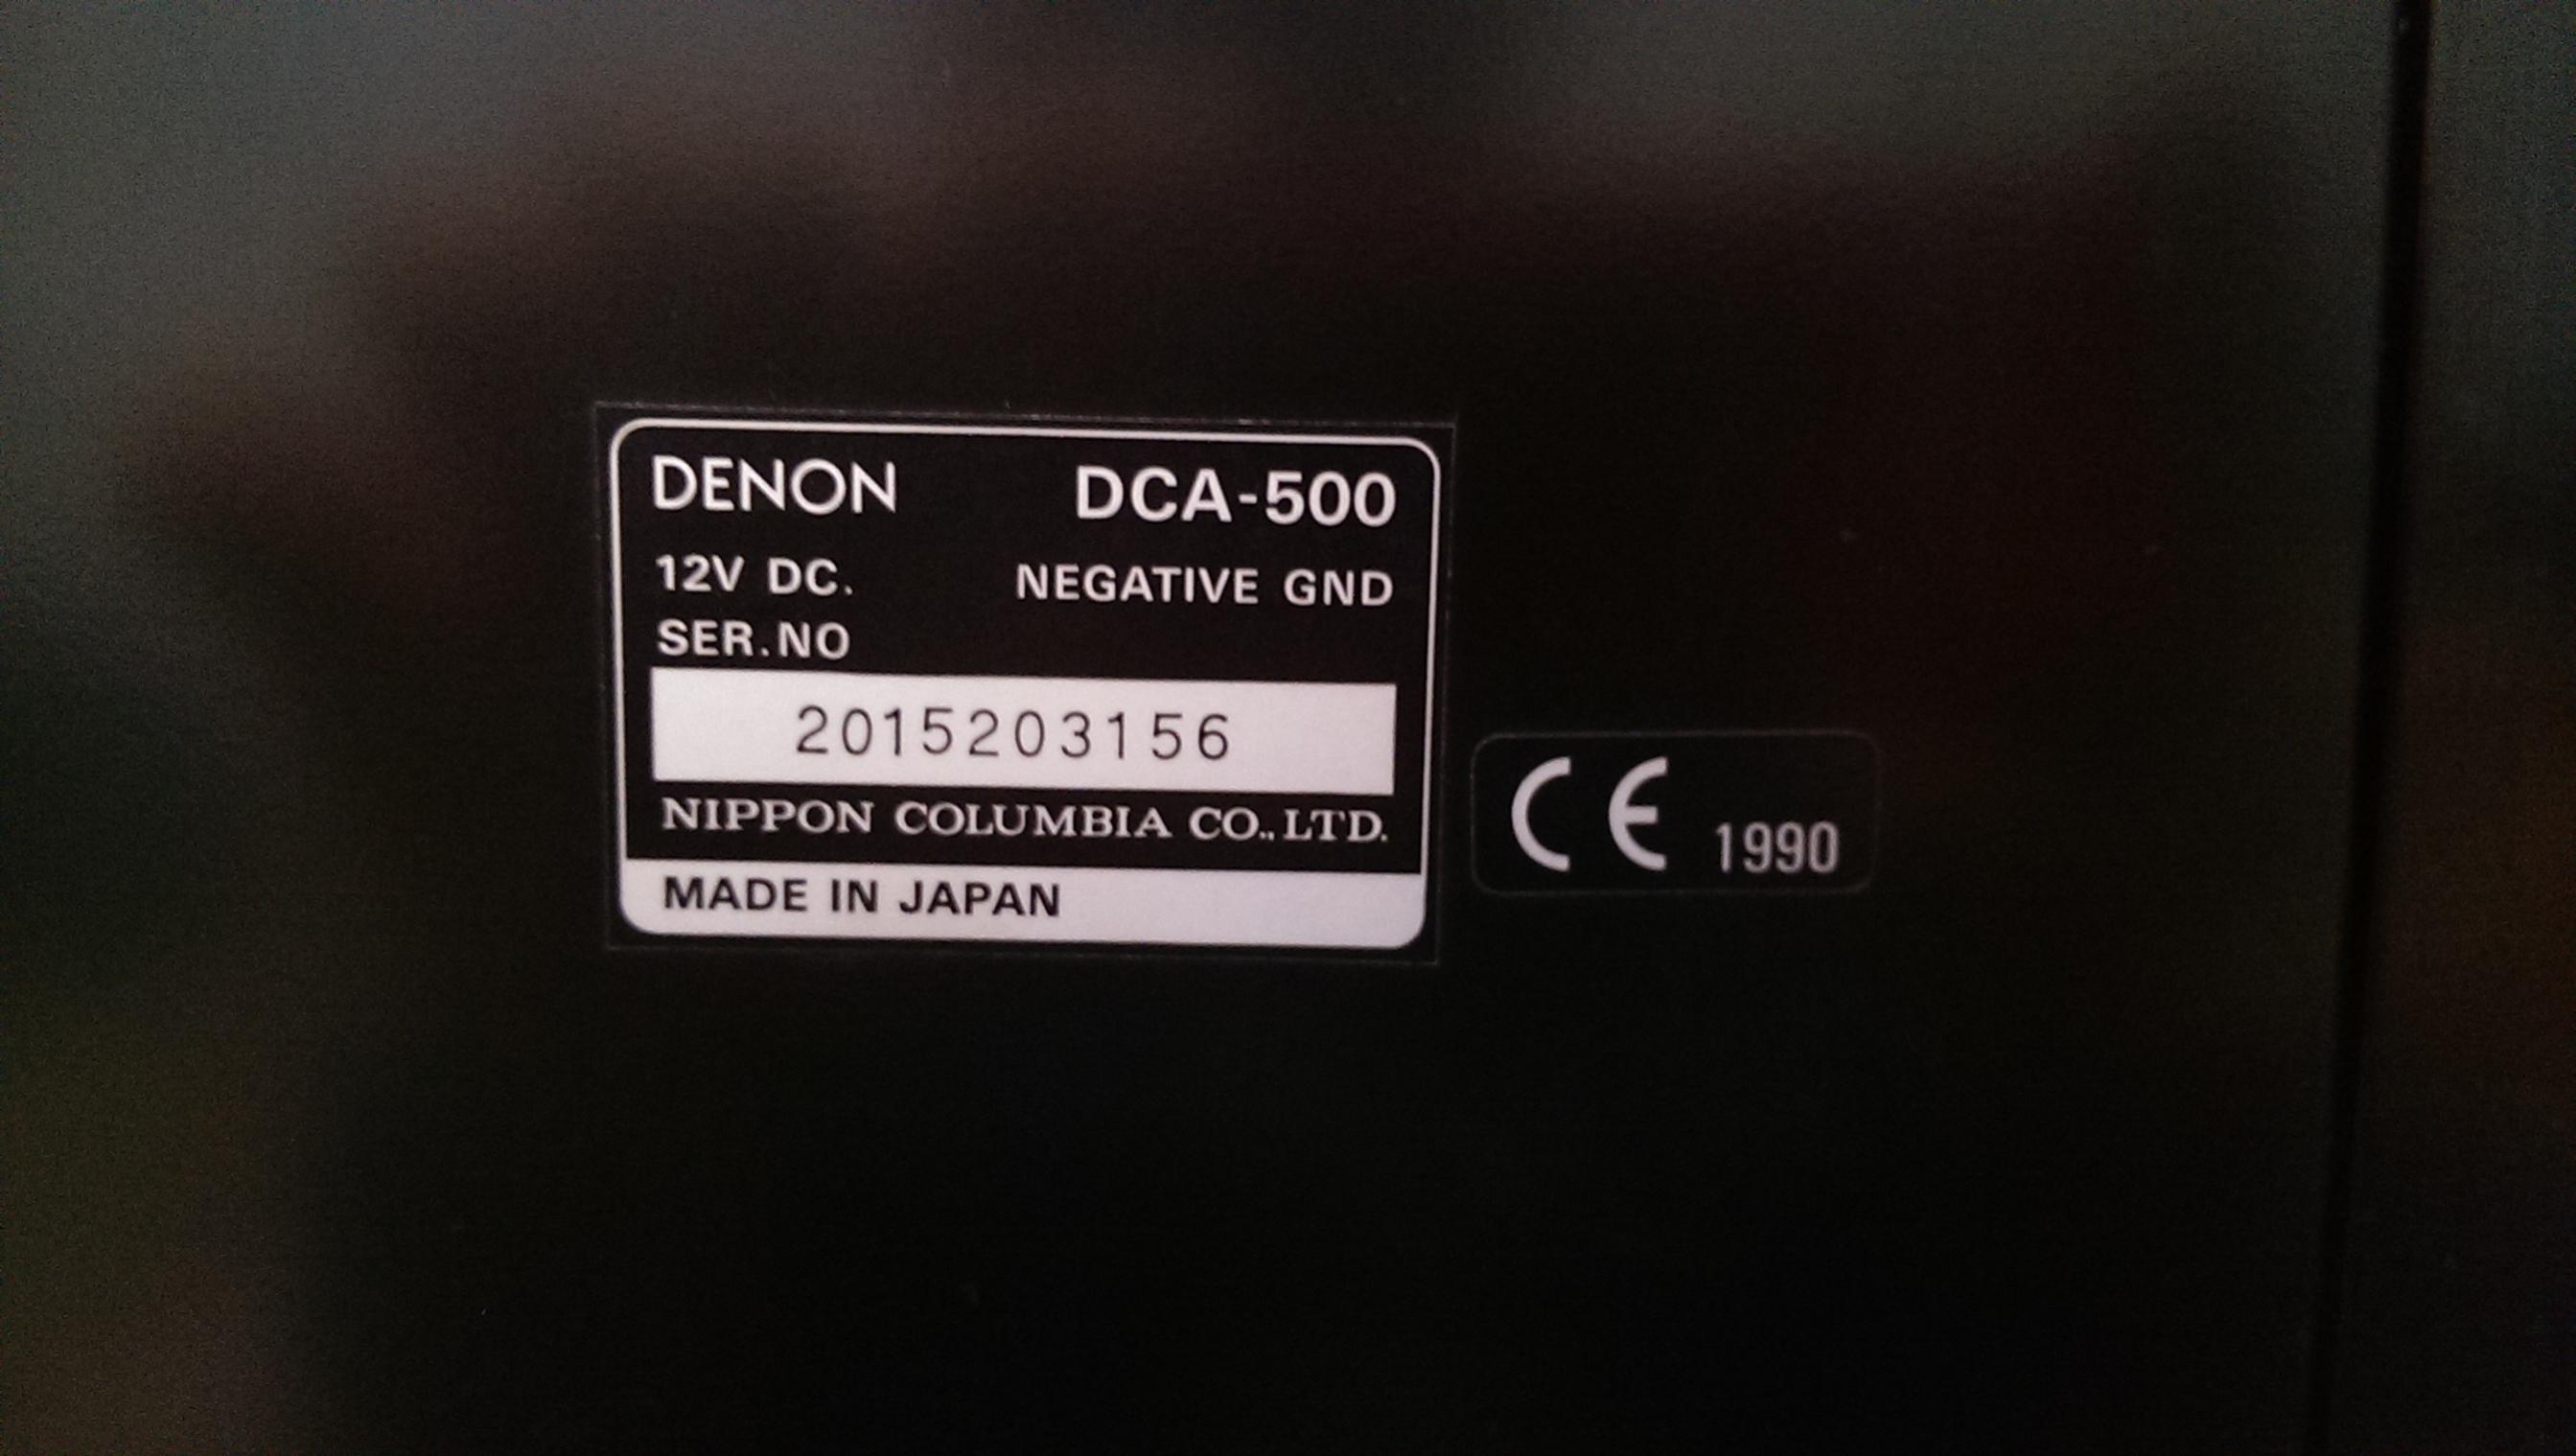 DENON DCA-500
12V DC. NEGATIVE GND
SER.NO
2015203156
NIPPON COLUMBIA CO.,LTD.
MADE IN JAPAN
CE 1990